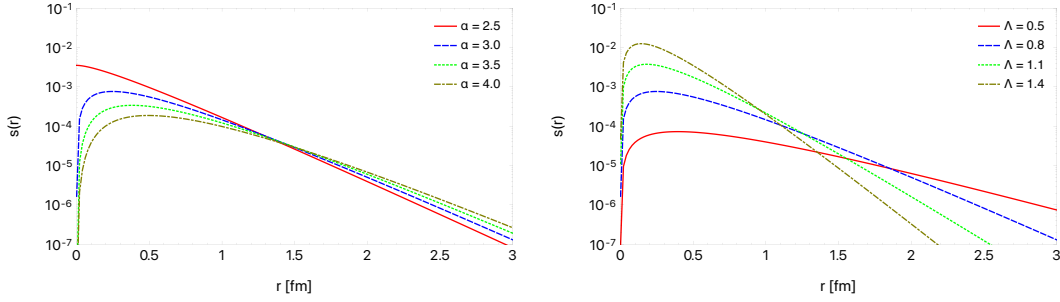 10⁻¹
10⁻²
10⁻³
10⁻⁴
10⁻⁵
10⁻⁶
10⁻⁷
s(r)
0 0.5 1 1.5 2 2.5 3
r [fm]
α = 2.5
α = 3.0
α = 3.5
α = 4.0
10⁻¹
10⁻²
10⁻³
10⁻⁴
10⁻⁵
10⁻⁶
10⁻⁷
s(r)
0 0.5 1 1.5 2 2.5 3
r [fm]
Λ = 0.5
Λ = 0.8
Λ = 1.1
Λ = 1.4